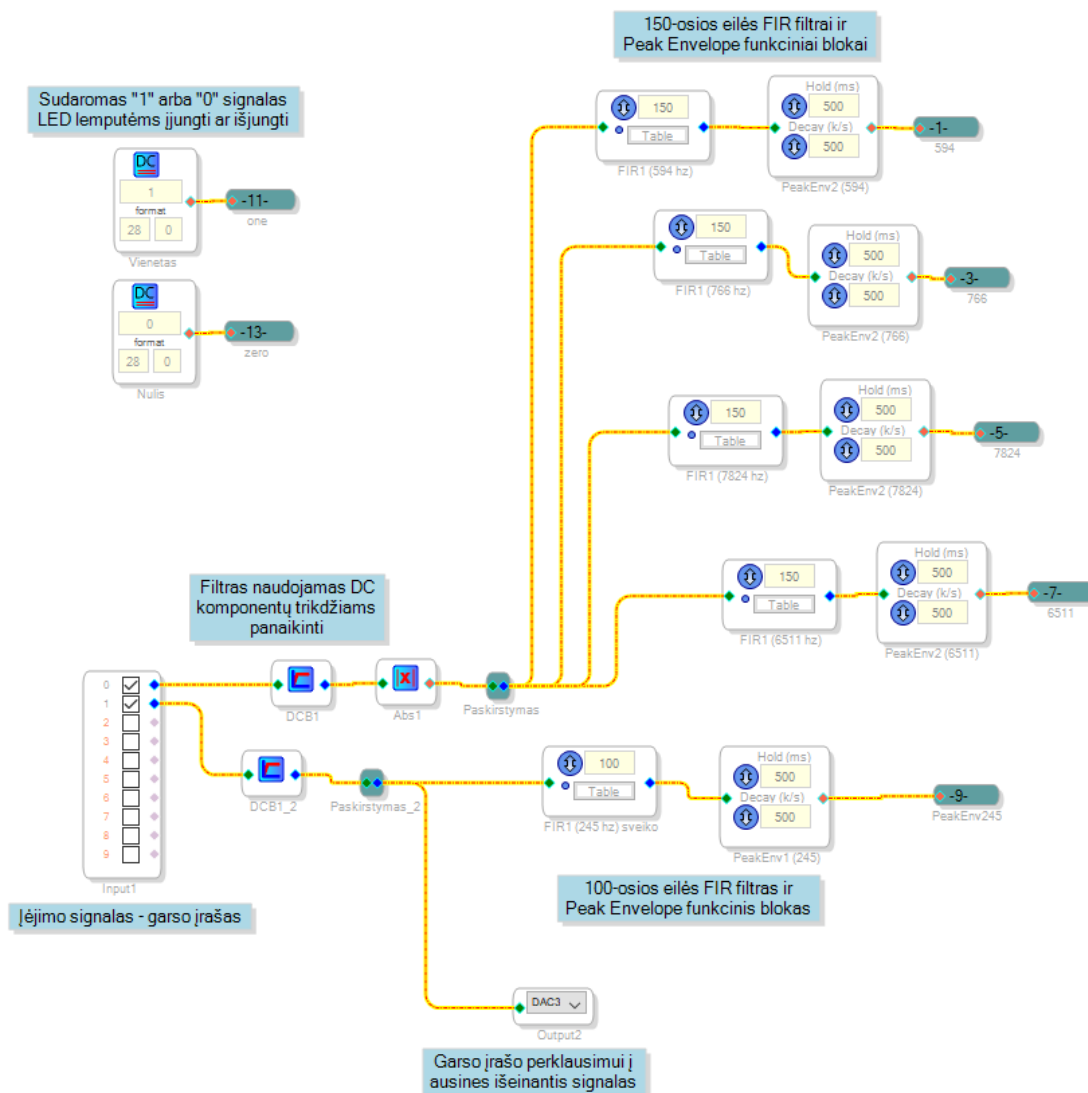 150-osios eilės FIR filtrai ir
Peak Envelope funkciniai blokai
Sudaromas "1" arba "0" signalas
LED lemputėms įjungti ar išjungti
DC
1
format
28 0
Vienetas
-11-
one
DC
0
format
28 0
Nulis
-13-
zero
150
Table
FIR1 (594 hz)
Hold (ms)
500
Decay (k/s)
500
PeakEnv2 (594)
-1-
594
150
Table
FIR1 (766 hz)
Hold (ms)
500
Decay (k/s)
500
PeakEnv2 (766)
-3-
766
150
Table
FIR1 (7824 hz)
Hold (ms)
500
Decay (k/s)
500
PeakEnv2 (7824)
-5-
7824
150
Table
FIR1 (6511 hz)
Hold (ms)
500
Decay (k/s)
500
PeakEnv2 (6511)
-7-
6511
Filtras naudojamas DC
komponentų trikdžiams
panaikinti
0
1
2
3
4
5
6
7
8
9
Input1
DCB1
X
Abs1
Paskirstymas
DCB1_2
Paskirstymas_2
100
Table
FIR1 (245 hz) sveiko
Hold (ms)
500
Decay (k/s)
500
PeakEnv1 (245)
-9-
PeakEnv245
Įėjimo signalas - garso įrašas
100-osios eilės FIR filtras ir
Peak Envelope funkcinis blokas
DAC3
Output2
Garso įrašo perklausimui į
ausines išeinantis signalas